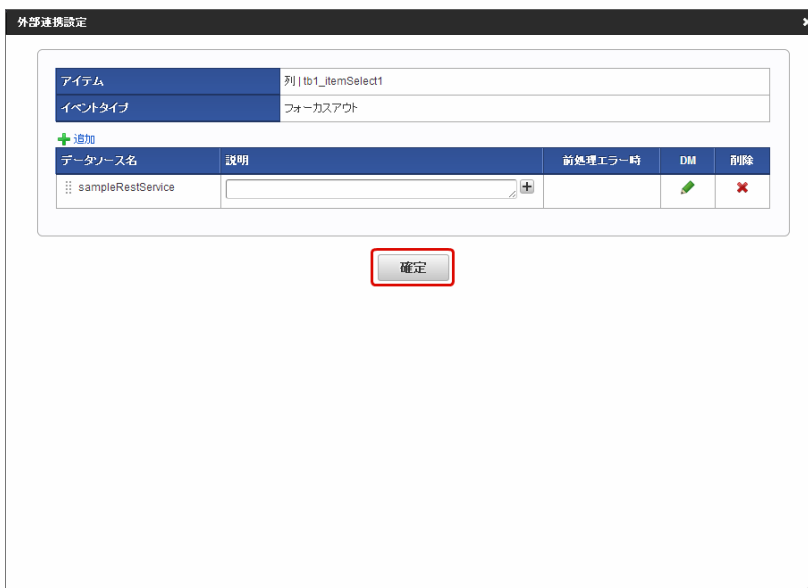 外部連携設定
アイテム 列 | tb1_itemSelect1
イベントタイプ フォーカスアウト
追加
データソース名 説明 前処理エラー時 DM 削除
sampleRestService
確定